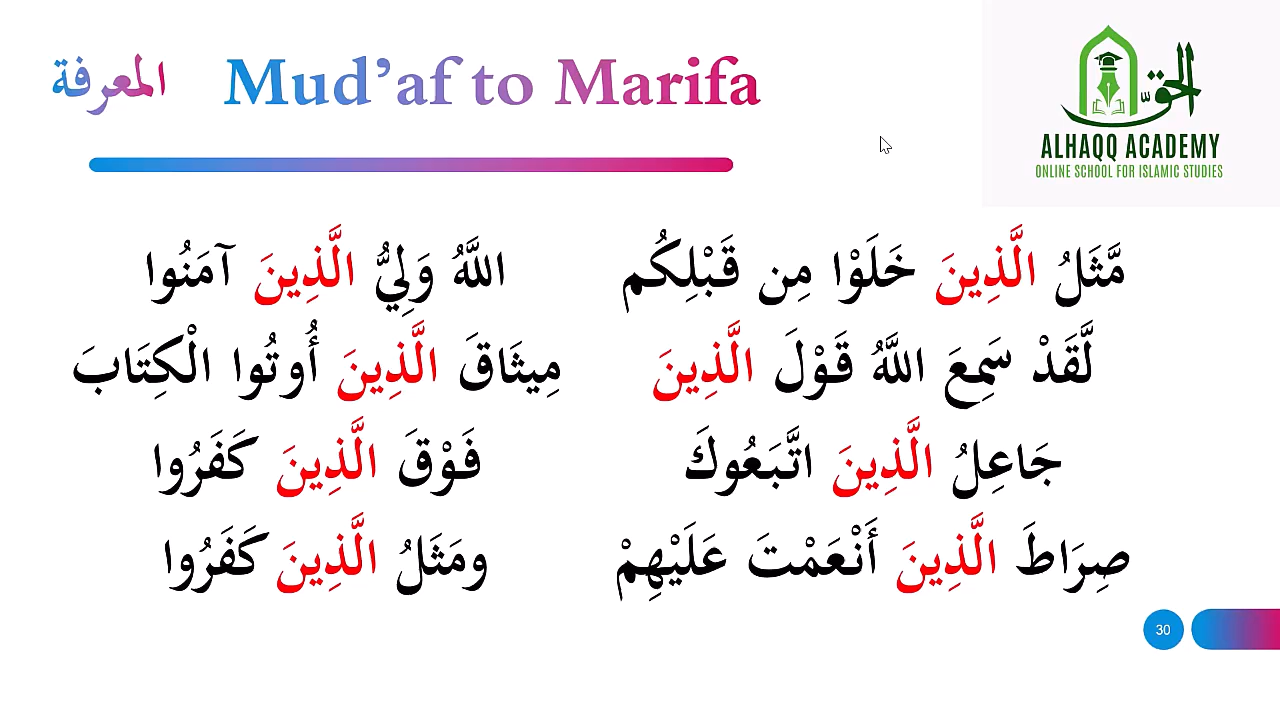 المعرفة Mud’af to Marifa
الحق
ALHAQQ ACADEMY
ONLINE SCHOOL FOR ISLAMIC STUDIES
مَّثَلُ الَّذِينَ خَلَوْا مِن قَبْلِكُم
اللَّهُ وَلِيُّ الَّذِينَ آمَنُوا
لَّقَدْ سَمِعَ اللَّهُ قَوْلَ الَّذِينَ
مِيثَاقَ الَّذِينَ أُوتُوا الْكِتَابَ
جَاعِلُ الَّذِينَ اتَّبَعُوكَ
فَوْقَ الَّذِينَ كَفَرُوا
صِرَاطَ الَّذِينَ أَنْعَمْتَ عَلَيْهِمْ
ومَثَلُ الَّذِينَ كَفَرُوا
30